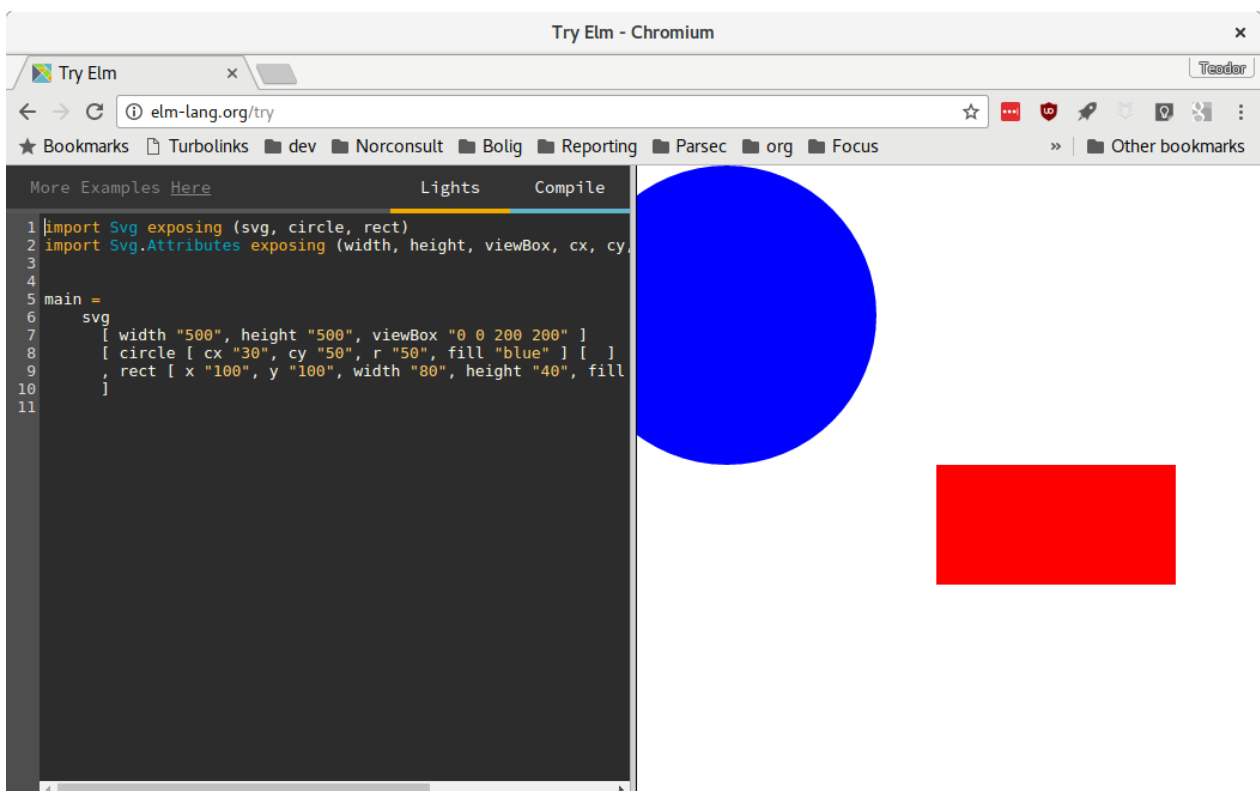 Try Elm - Chromium
Try Elm
Teodor
elm-lang.org/try
Bookmarks Turbolinks dev Norconsult Bolig Reporting Parsec org Focus » Other bookmarks
More Examples Here Lights Compile
1 import Svg exposing (svg, circle, rect)
2 import Svg.Attributes exposing (width, height, viewBox, cx, cy,
3
4
5 main =
6 svg
7 [ width "500", height "500", viewBox "0 0 200 200" ]
8 [ circle [ cx "30", cy "50", r "50", fill "blue" ] [  ]
9 , rect [ x "100", y "100", width "80", height "40", fill
10 ]
11